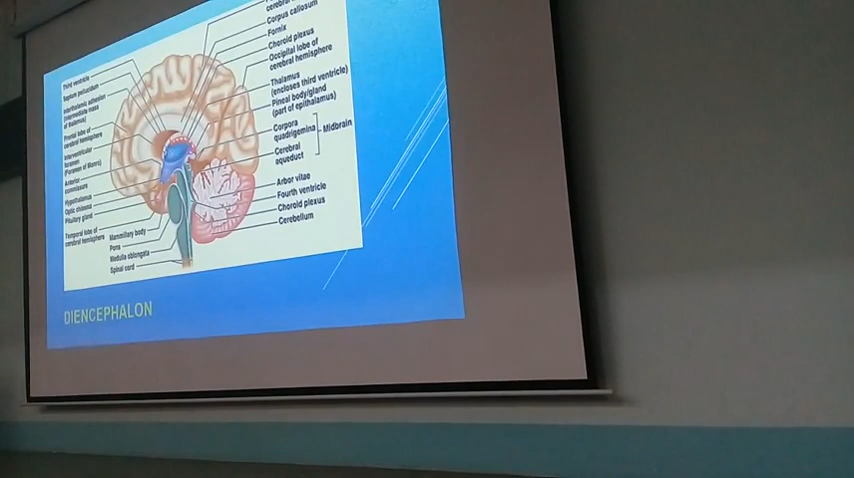 Third ventricle
Septum pellucidum
Interthalamic adhesion
(intermediate mass
of thalamus)
Frontal lobe of
cerebral hemisphere
Interventricular
foramen
(Foramen of Monro)
Anterior
commissure
Hypothalamus
Optic chiasma
Pituitary gland
Temporal lobe of
cerebral hemisphere
Mammillary body
Pons
Medulla oblongata
Spinal cord
Corpus callosum
Fornix
Choroid plexus
Occipital lobe of
cerebral hemisphere
Thalamus
(encloses third ventricle)
Pineal body/gland
(part of epithalamus)
Corpora
quadrigemina
Midbrain
Cerebral
aqueduct
Arbor vitae
Fourth ventricle
Choroid plexus
Cerebellum
DIENCEPHALON